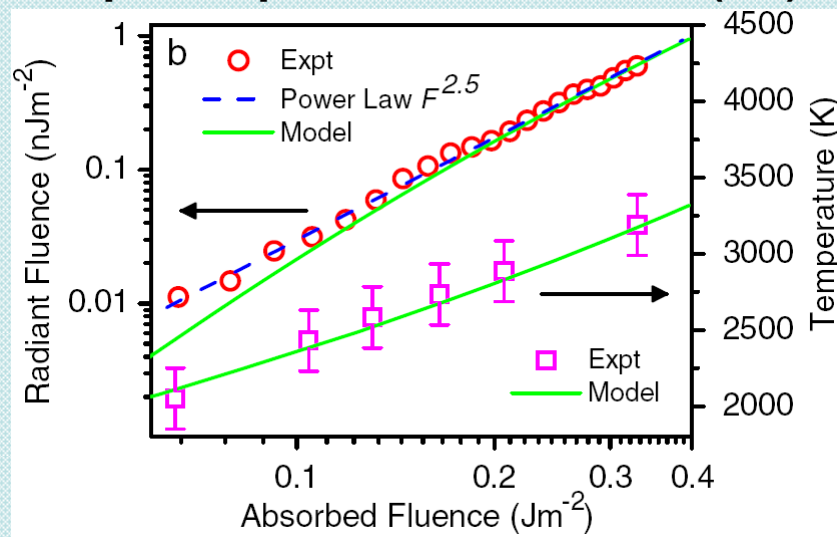 b
Expt
Power Law F^2.5
Model
Expt
Model
Radiant Fluence (nJm^-2)
1
0.1
0.01
4500
4000
3500
3000
2500
2000
Temperature (K)
0.1 0.2 0.3 0.4
Absorbed Fluence (Jm^-2)